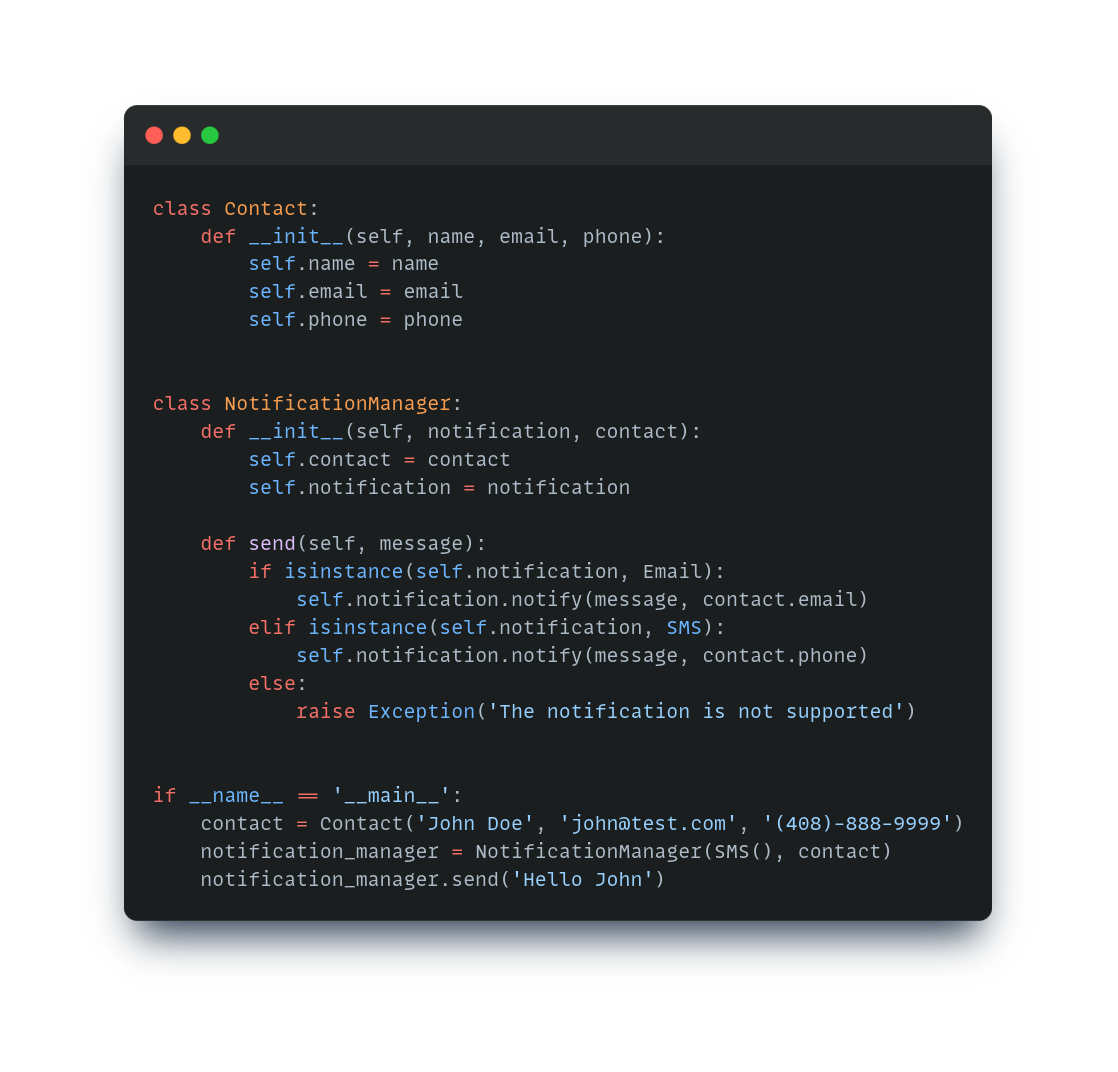 class Contact:
    def __init__(self, name, email, phone):
        self.name = name
        self.email = email
        self.phone = phone


class NotificationManager:
    def __init__(self, notification, contact):
        self.contact = contact
        self.notification = notification

    def send(self, message):
        if isinstance(self.notification, Email):
            self.notification.notify(message, contact.email)
        elif isinstance(self.notification, SMS):
            self.notification.notify(message, contact.phone)
        else:
            raise Exception('The notification is not supported')


if __name__ == '__main__':
    contact = Contact('John Doe', 'john@test.com', '(408)-888-9999')
    notification_manager = NotificationManager(SMS(), contact)
    notification_manager.send('Hello John')